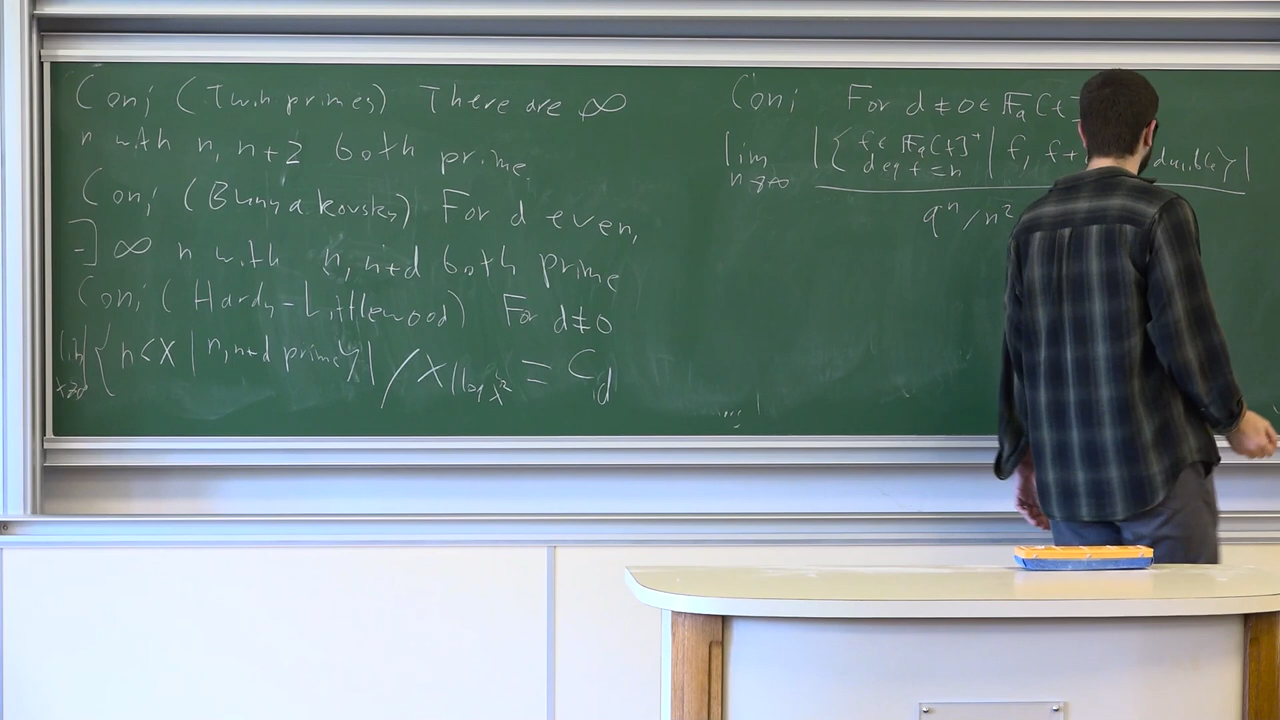 Conj (Twin primes) There are ∞
n with n, n+2 both prime
Conj (Bunyakovsky) For d even,
∃ ∞ n with n, n+d both prime
Conj (Hardy-Littlewood) For d≠0
lim x→∞ |{n<X | n, n+d prime}| / X/log X² = C_d
Conj For d≠0 ∈ F_q[t]
lim n→∞ |{f ∈ F_q[t]⁺ deg f = n | f, f+ ducible}|
q^n/n²